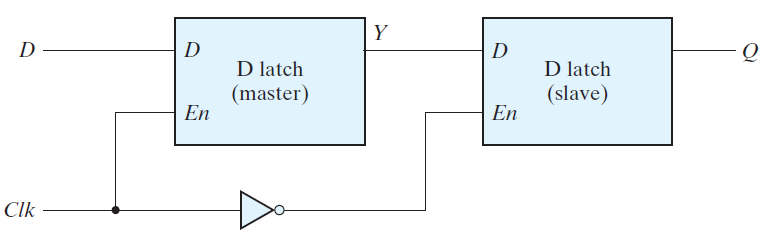 D
D
D latch
(master)
En
Y
D
D latch
(slave)
En
Q
Clk